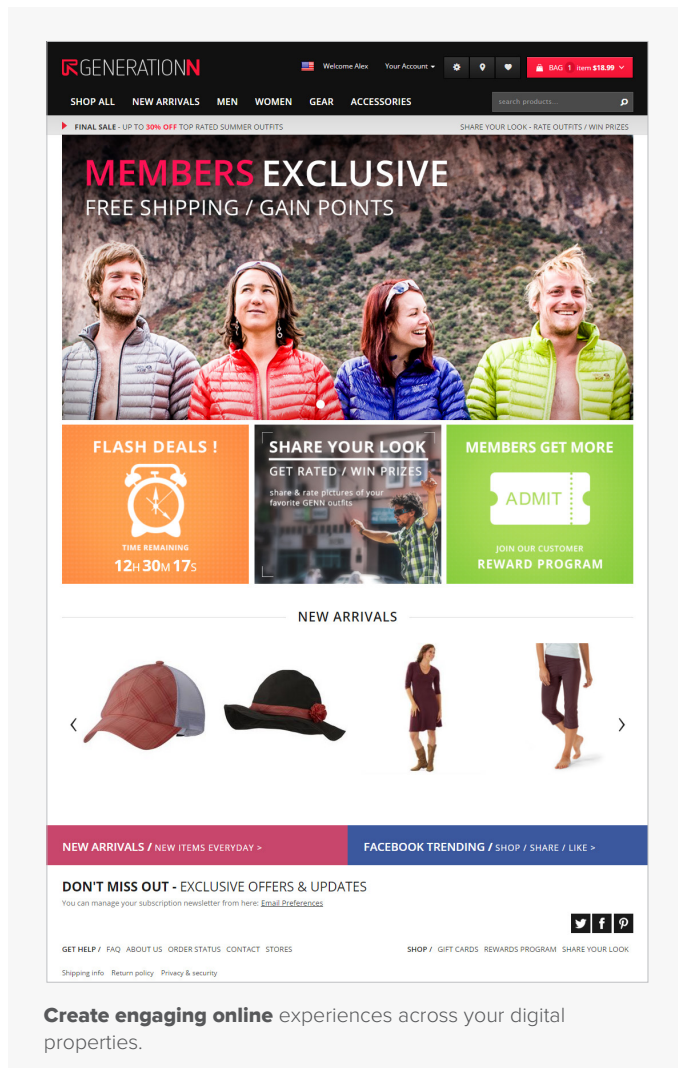 GENERATIONN
Welcome Alex Your Account
BAG 1 item $18.99
SHOP ALL NEW ARRIVALS MEN WOMEN GEAR ACCESSORIES
search products...
FINAL SALE - UP TO 30% OFF TOP RATED SUMMER OUTFITS
SHARE YOUR LOOK - RATE OUTFITS / WIN PRIZES
MEMBERS EXCLUSIVE
FREE SHIPPING / GAIN POINTS
FLASH DEALS !
TIME REMAINING
12H 30M 17S
SHARE YOUR LOOK
GET RATED / WIN PRIZES
share & rate pictures of your
favorite GENN outfits
MEMBERS GET MORE
ADMIT
JOIN OUR CUSTOMER
REWARD PROGRAM
NEW ARRIVALS
NEW ARRIVALS / NEW ITEMS EVERYDAY >
FACEBOOK TRENDING / SHOP / SHARE / LIKE >
DON'T MISS OUT - EXCLUSIVE OFFERS & UPDATES
You can manage your subscription newsletter from here: Email Preferences
GET HELP / FAQ ABOUT US ORDER STATUS CONTACT STORES
SHOP / GIFT CARDS REWARDS PROGRAM SHARE YOUR LOOK
Shipping info Return policy Privacy & security
Create engaging online experiences across your digital
properties.